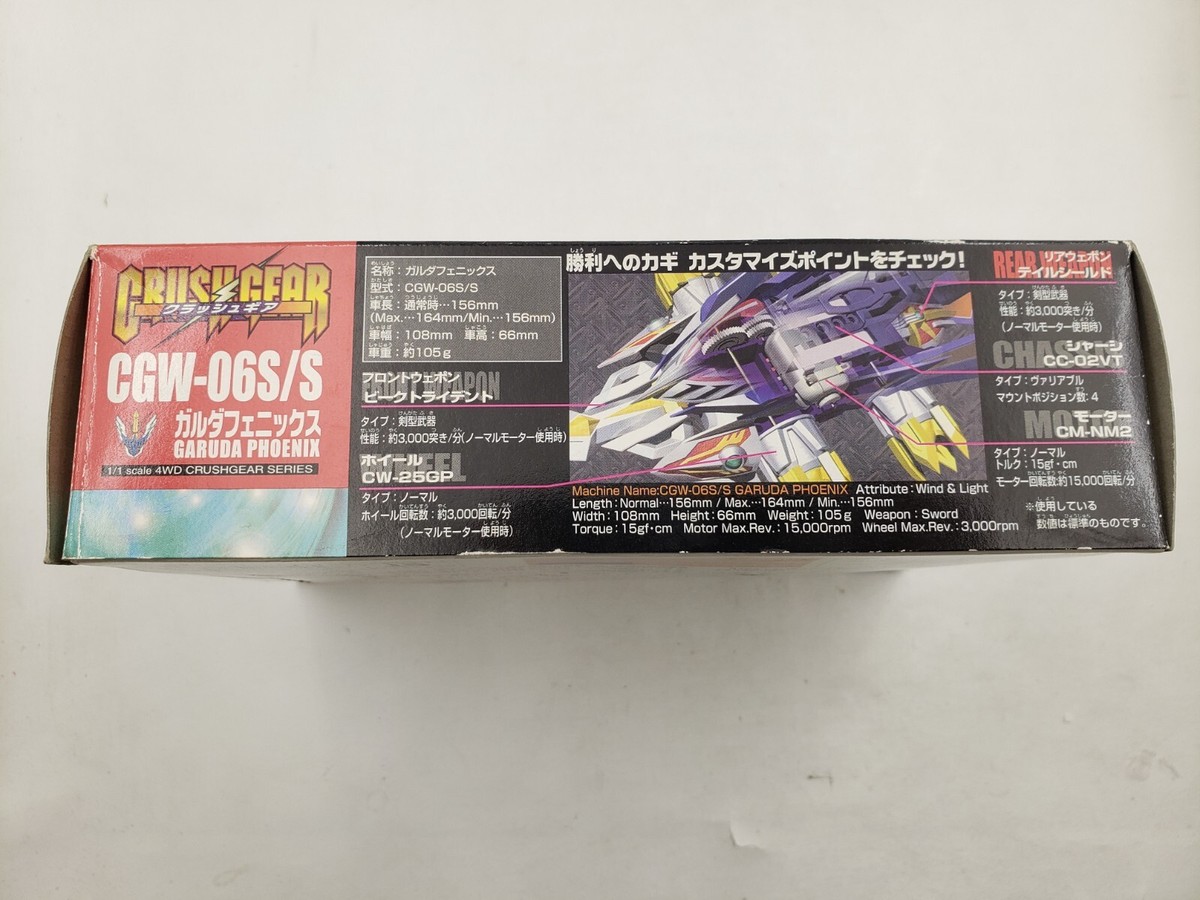 CRUSH GEAR
クラッシュギア
CGW-06S/S
ガルダフェニックス
GARUDA PHOENIX
1/1 scale 4WD CRUSHGEAR SERIES
名称：ガルダフェニックス
型式：CGW-06S/S
車長：通常時…156mm
(Max.…164mm/Min.…156mm)
車幅：108mm 車高：66mm
車重：約105g
フロントウェポン
ピークトライデント
タイプ：剣型武器
性能：約3,000突き/分(ノーマルモーター使用時)
ホイール
CW-25GP
タイプ：ノーマル
ホイール回転数：約3,000回転/分
(ノーマルモーター使用時)
勝利へのカギ カスタマイズポイントをチェック！
Machine Name:CGW-06S/S GARUDA PHOENIX Attribute：Wind & Light
Length：Normal…156mm / Max.…164mm / Min.…156mm
Width：108mm Height：66mm Weight：105g Weapon：Sword
Torque：15gf・cm Motor Max.Rev.：15,000rpm Wheel Max.Rev.：3,000rpm
REAR
リアウェポン
テイルシールド
タイプ：剣型武器
性能：約3,000突き/分
(ノーマルモーター使用時)
シャーシ
CC-02VT
タイプ：ヴァリアブル
マウントポジション数：4
モーター
CM-NM2
タイプ：ノーマル
トルク：15gf・cm
モーター回転数：約15,000回転/分
※使用している
数値は標準のものです。